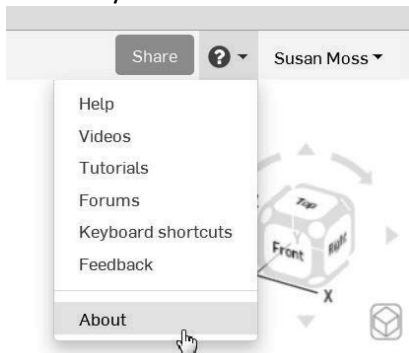 Share Susan Moss
Help
Videos
Tutorials
Forums
Keyboard shortcuts
Feedback
About
Top
Front Right
X